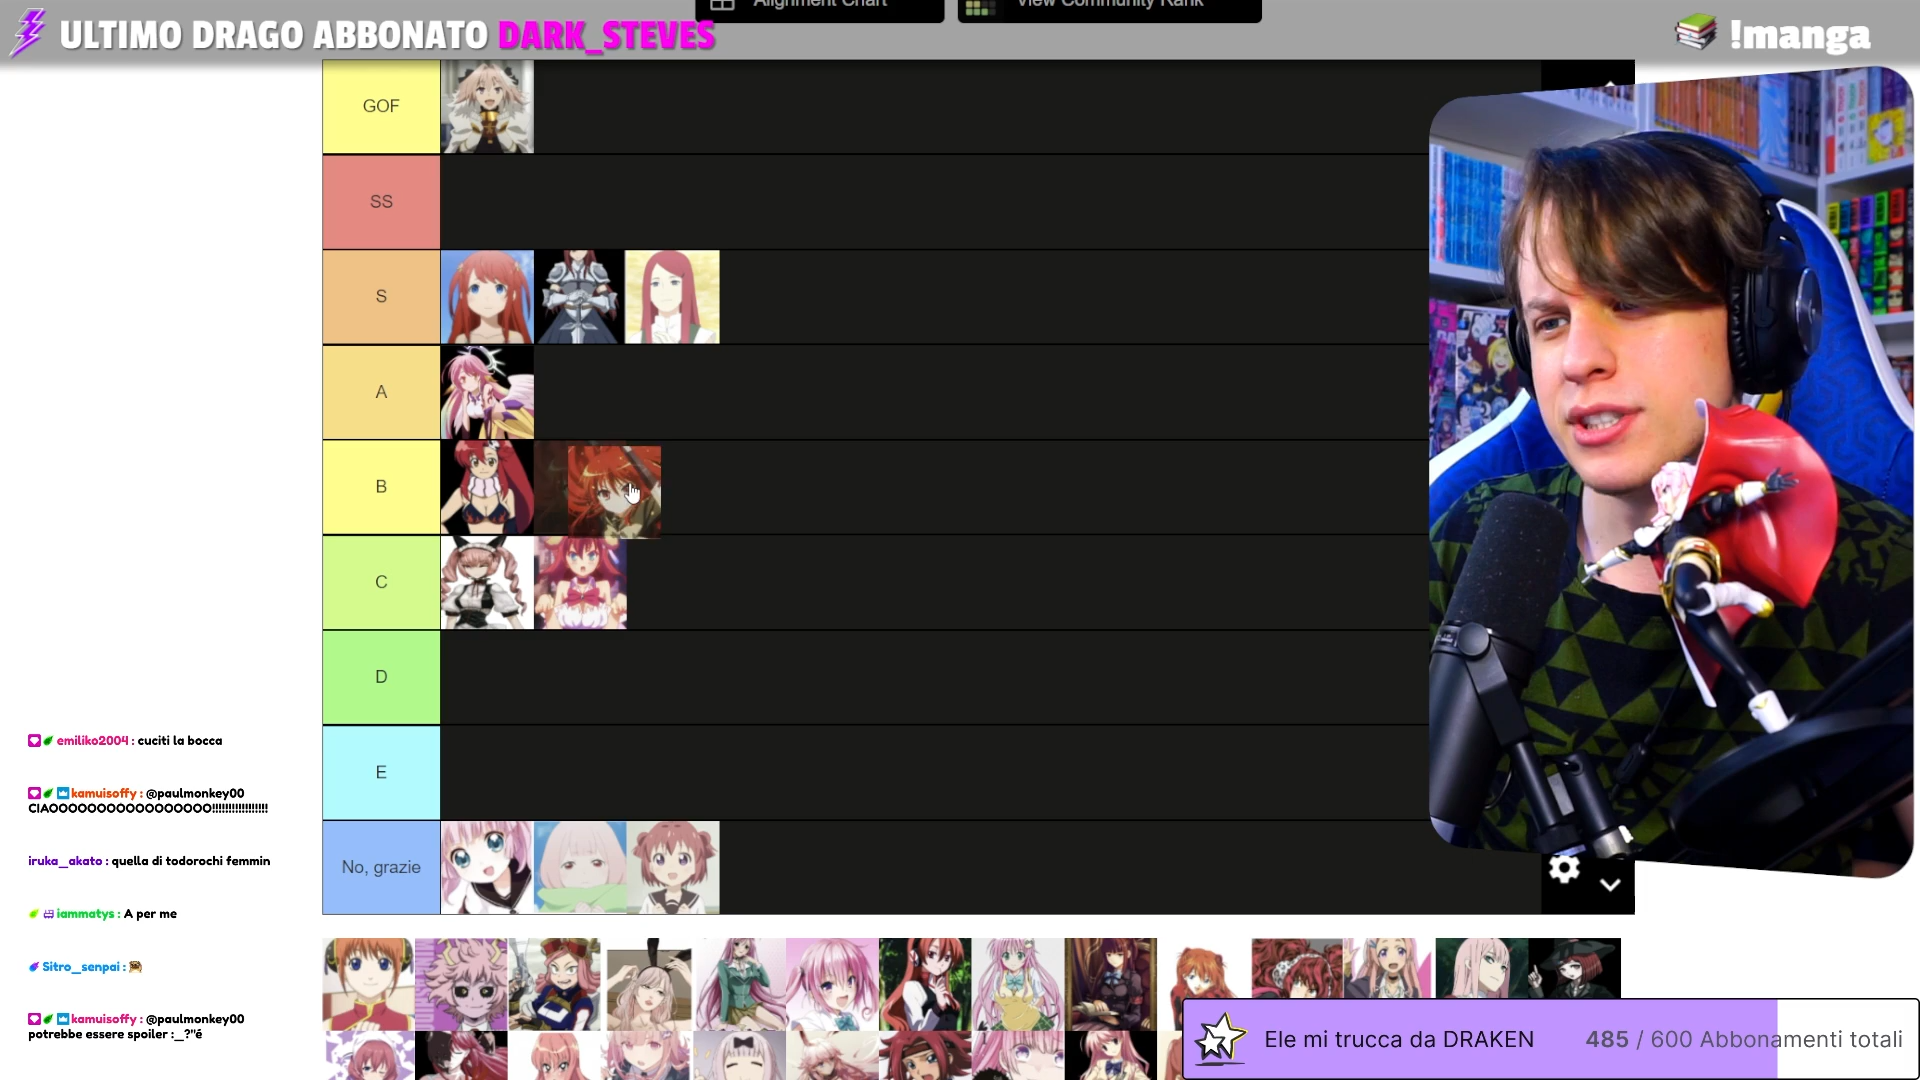 Alignment Chart
View Community Rank
ULTIMO DRAGO ABBONATO DARK_STEVES
!manga
GOF
SS
S
A
B
C
D
E
No, grazie
emiliko2004 : cuciti la bocca
kamuisoffy : @paulmonkey00
CIAOOOOOOOOOOOOOOOOO!!!!!!!!!!!!!!!!!
iruka_akato : quella di todorochi femmin
iammatys : A per me
Sitro_senpai :
kamuisoffy : @paulmonkey00
potrebbe essere spoiler :_?"é
Ele mi trucca da DRAKEN
485 / 600 Abbonamenti totali